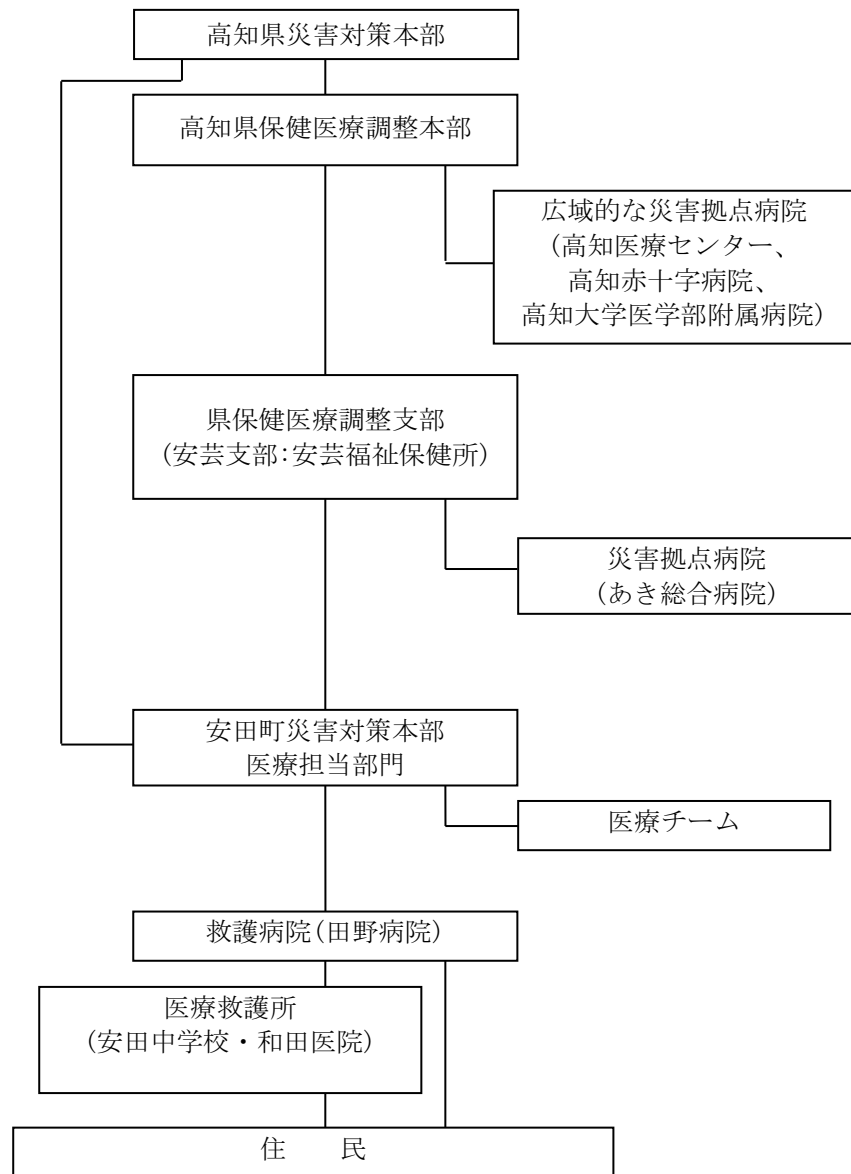 高知県災害対策本部
高知県保健医療調整本部
広域的な災害拠点病院
(高知医療センター、
高知赤十字病院、
高知大学医学部附属病院)
県保健医療調整支部
(安芸支部:安芸福祉保健所)
災害拠点病院
(あき総合病院)
安田町災害対策本部
医療担当部門
医療チーム
救護病院(田野病院)
医療救護所
(安田中学校・和田医院)
住　　民